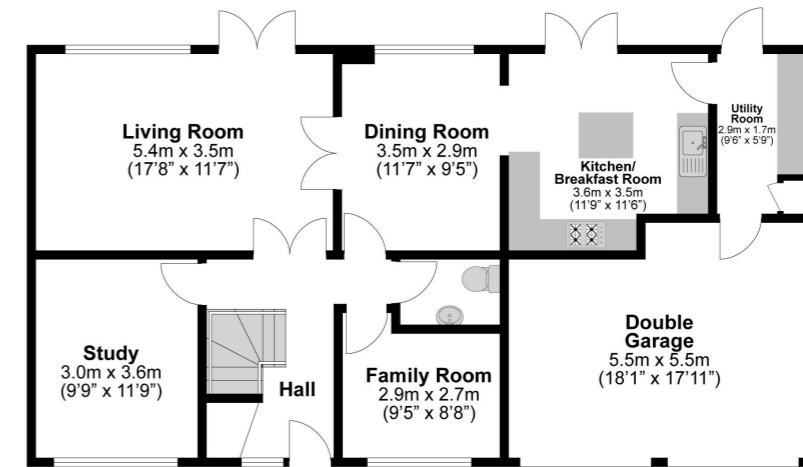 Living Room
5.4m x 3.5m
(17'8" x 11'7")
Dining Room
3.5m x 2.9m
(11'7" x 9'5")
Kitchen/
Breakfast Room
3.6m x 3.5m
(11'9" x 11'6")
Utility
Room
2.9m x 1.7m
(9'6" x 5'9")
Study
3.0m x 3.6m
(9'9" x 11'9")
Hall
Family Room
2.9m x 2.7m
(9'5" x 8'8")
Double
Garage
5.5m x 5.5m
(18'1" x 17'11")